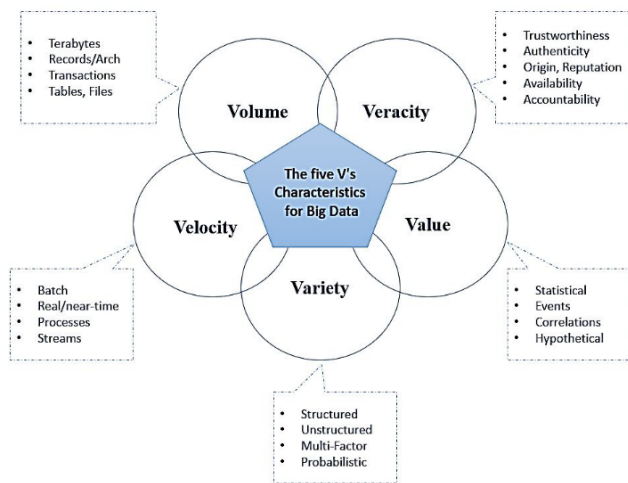 • Terabytes
• Records/Arch
• Transactions
• Tables, Files
Volume
• Trustworthiness
• Authenticity
• Origin, Reputation
• Availability
• Accountability
Veracity
The five V's
Characteristics
for Big Data
Velocity
• Batch
• Real/near-time
• Processes
• Streams
Value
• Statistical
• Events
• Correlations
• Hypothetical
Variety
• Structured
• Unstructured
• Multi-Factor
• Probabilistic